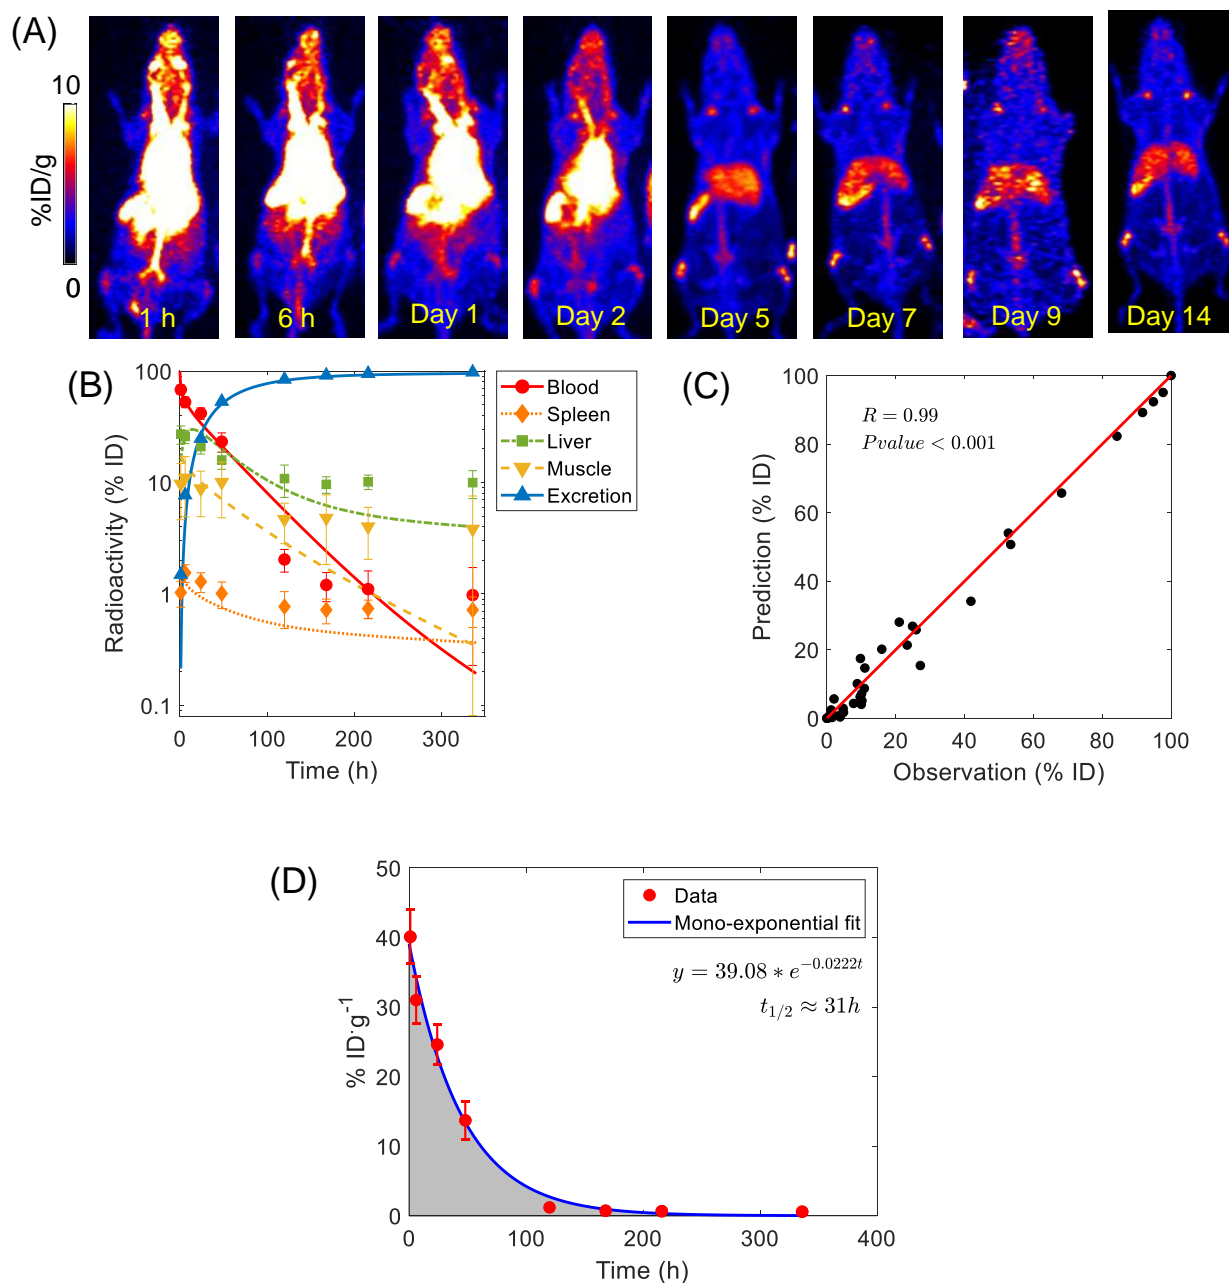 (A)
10
%ID/g
0
1 h
6 h
Day 1
Day 2
Day 5
Day 7
Day 9
Day 14
(B)
100
10
1
0.1
Radioactivity (% ID)
0
100
200
300
Time (h)
Blood
Spleen
Liver
Muscle
Excretion
(C)
100
80
60
40
20
0
Prediction (% ID)
R = 0.99
Pvalue < 0.001
0
20
40
60
80
100
Observation (% ID)
(D)
50
40
30
20
10
0
% ID·g⁻¹
Data
Mono-exponential fit
y = 39.08 * e^{-0.0222t}
t_{1/2} ≈ 31h
0
100
200
300
400
Time (h)